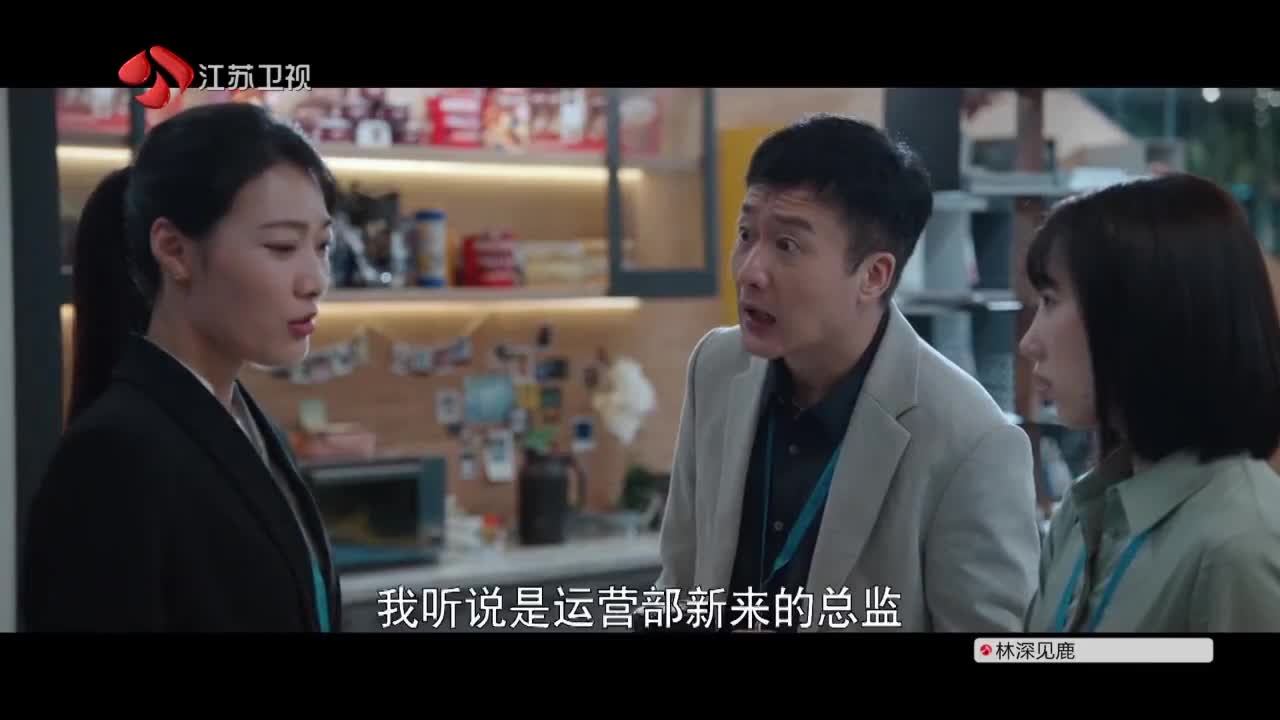 江苏卫视
我听说是运营部新来的总监
林深见鹿